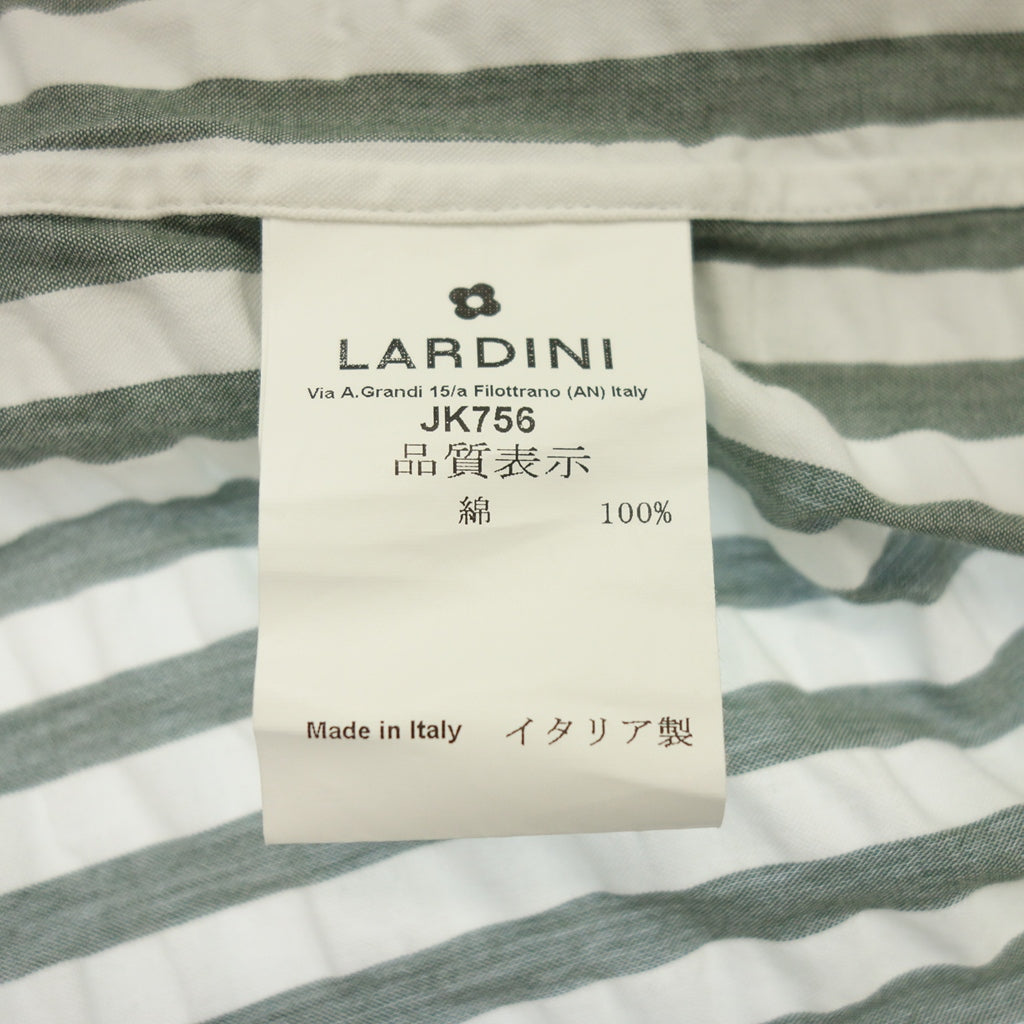 LARDINI
Via A.Grandi 15/a Filottrano (AN) Italy
JK756
品質表示
綿 100%
Made in Italy イタリア製